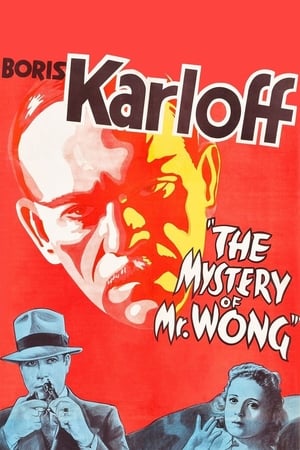 BORIS
Karloff
"THE
MYSTERY
OF
MR. WONG"